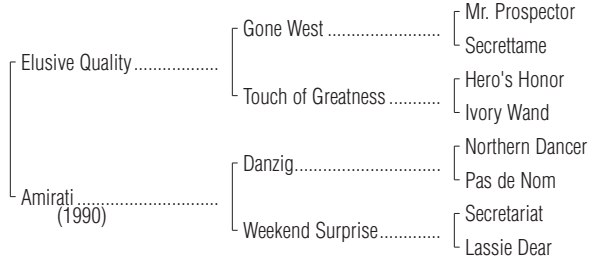 Mr. Prospector
Gone West ....................
Secrettame
Elusive Quality..................
Hero's Honor
Touch of Greatness ...........
Ivory Wand
Northern Dancer
Danzig..............................
Pas de Nom
Amirati..............................
(1990)
Secretariat
Weekend Surprise.............
Lassie Dear